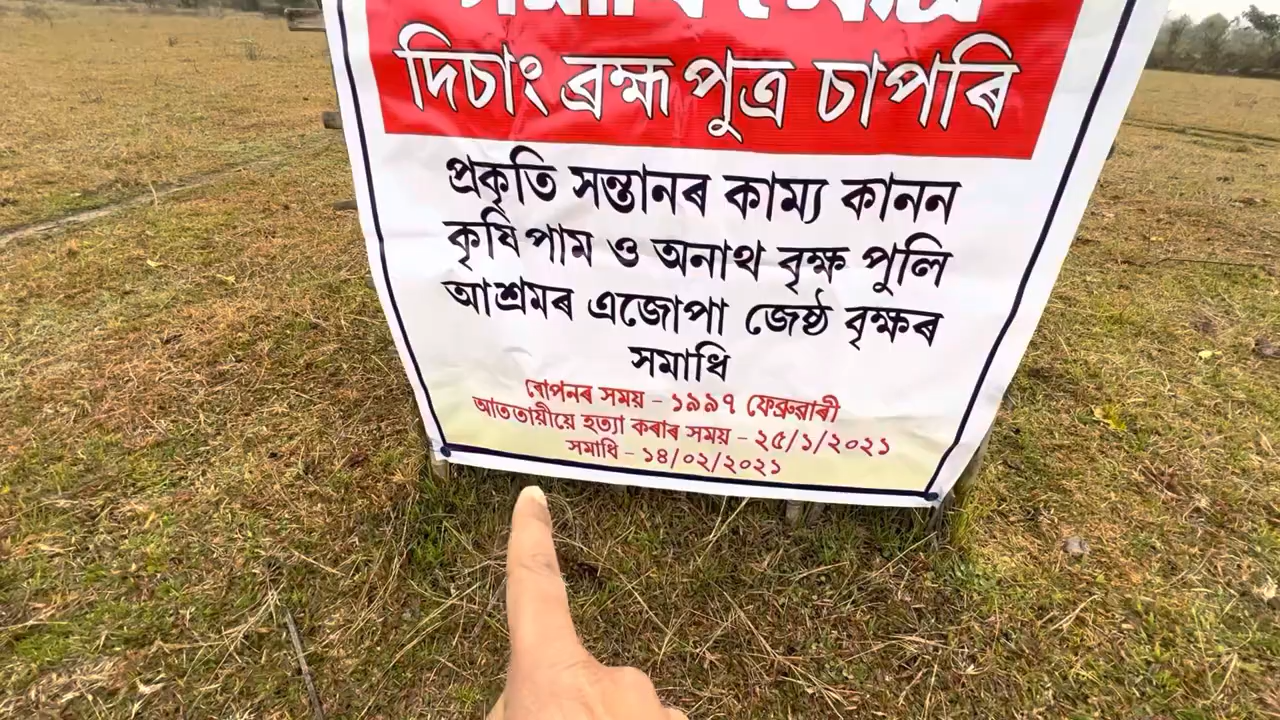 দিচাং ব্ৰহ্মপুত্ৰ চাপৰি
প্ৰকৃতি সন্তানৰ কাম্য কানন
কৃষি পাম ও অনাথ বৃক্ষ পুলি
আশ্ৰমৰ এজোপা জেষ্ঠ বৃক্ষৰ
সমাধি
ৰোপনৰ সময় - ১৯৯৭ ফেব্ৰুৱাৰী
আততায়ীয়ে হত্যা কৰাৰ সময় - ২৫/১/২০২১
সমাধি - ১৪/০২/২০২১